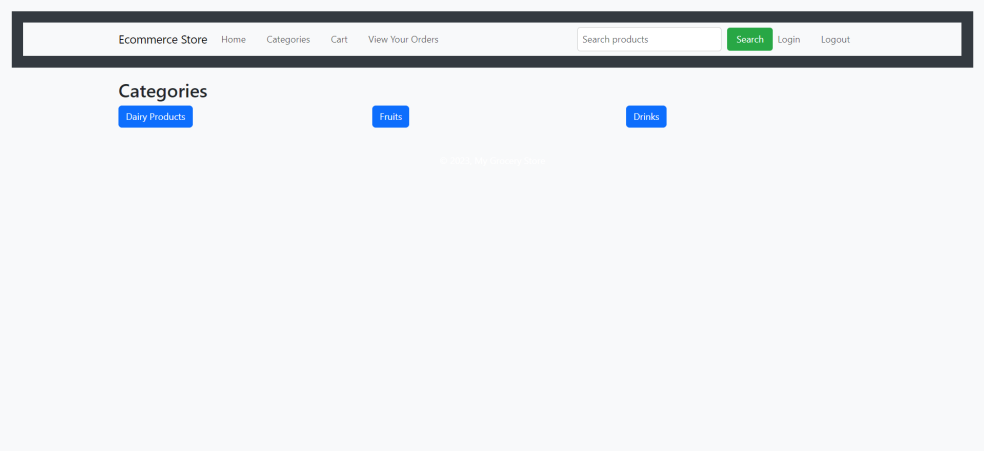 Ecommerce Store Home Categories Cart View Your Orders Search products Search Login Logout
Categories
Dairy Products Fruits Drinks